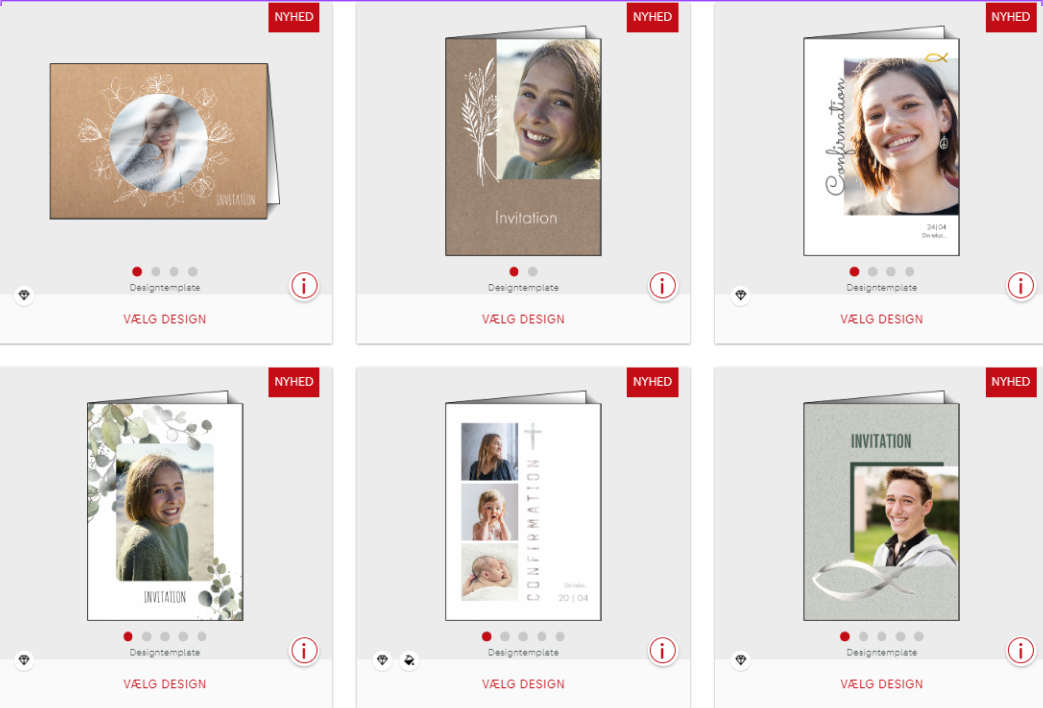 NYHED
NYHED
NYHED
INVITATION
Invitation
Confirmation
24|04
Din tekst...
Designtemplate
Designtemplate
Designtemplate
VÆLG DESIGN
VÆLG DESIGN
VÆLG DESIGN
NYHED
NYHED
NYHED
INVITATION
CONFIRMATION
Din tekst..
20 | 04
INVITATION
Designtemplate
Designtemplate
Designtemplate
VÆLG DESIGN
VÆLG DESIGN
VÆLG DESIGN